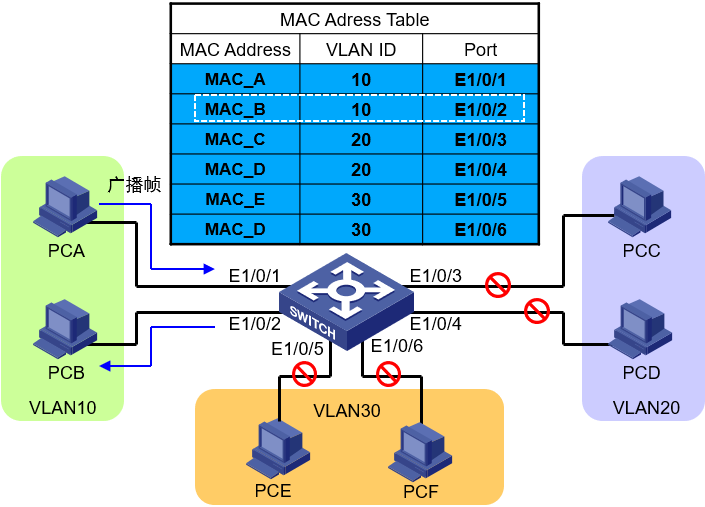 MAC Adress Table
MAC Address VLAN ID Port
MAC_A 10 E1/0/1
MAC_B 10 E1/0/2
MAC_C 20 E1/0/3
MAC_D 20 E1/0/4
MAC_E 30 E1/0/5
MAC_D 30 E1/0/6
广播帧
PCA
PCC
E1/0/1
E1/0/3
E1/0/2
E1/0/4
SWITCH
E1/0/5
E1/0/6
PCB
PCD
VLAN10
VLAN30
VLAN20
PCE
PCF